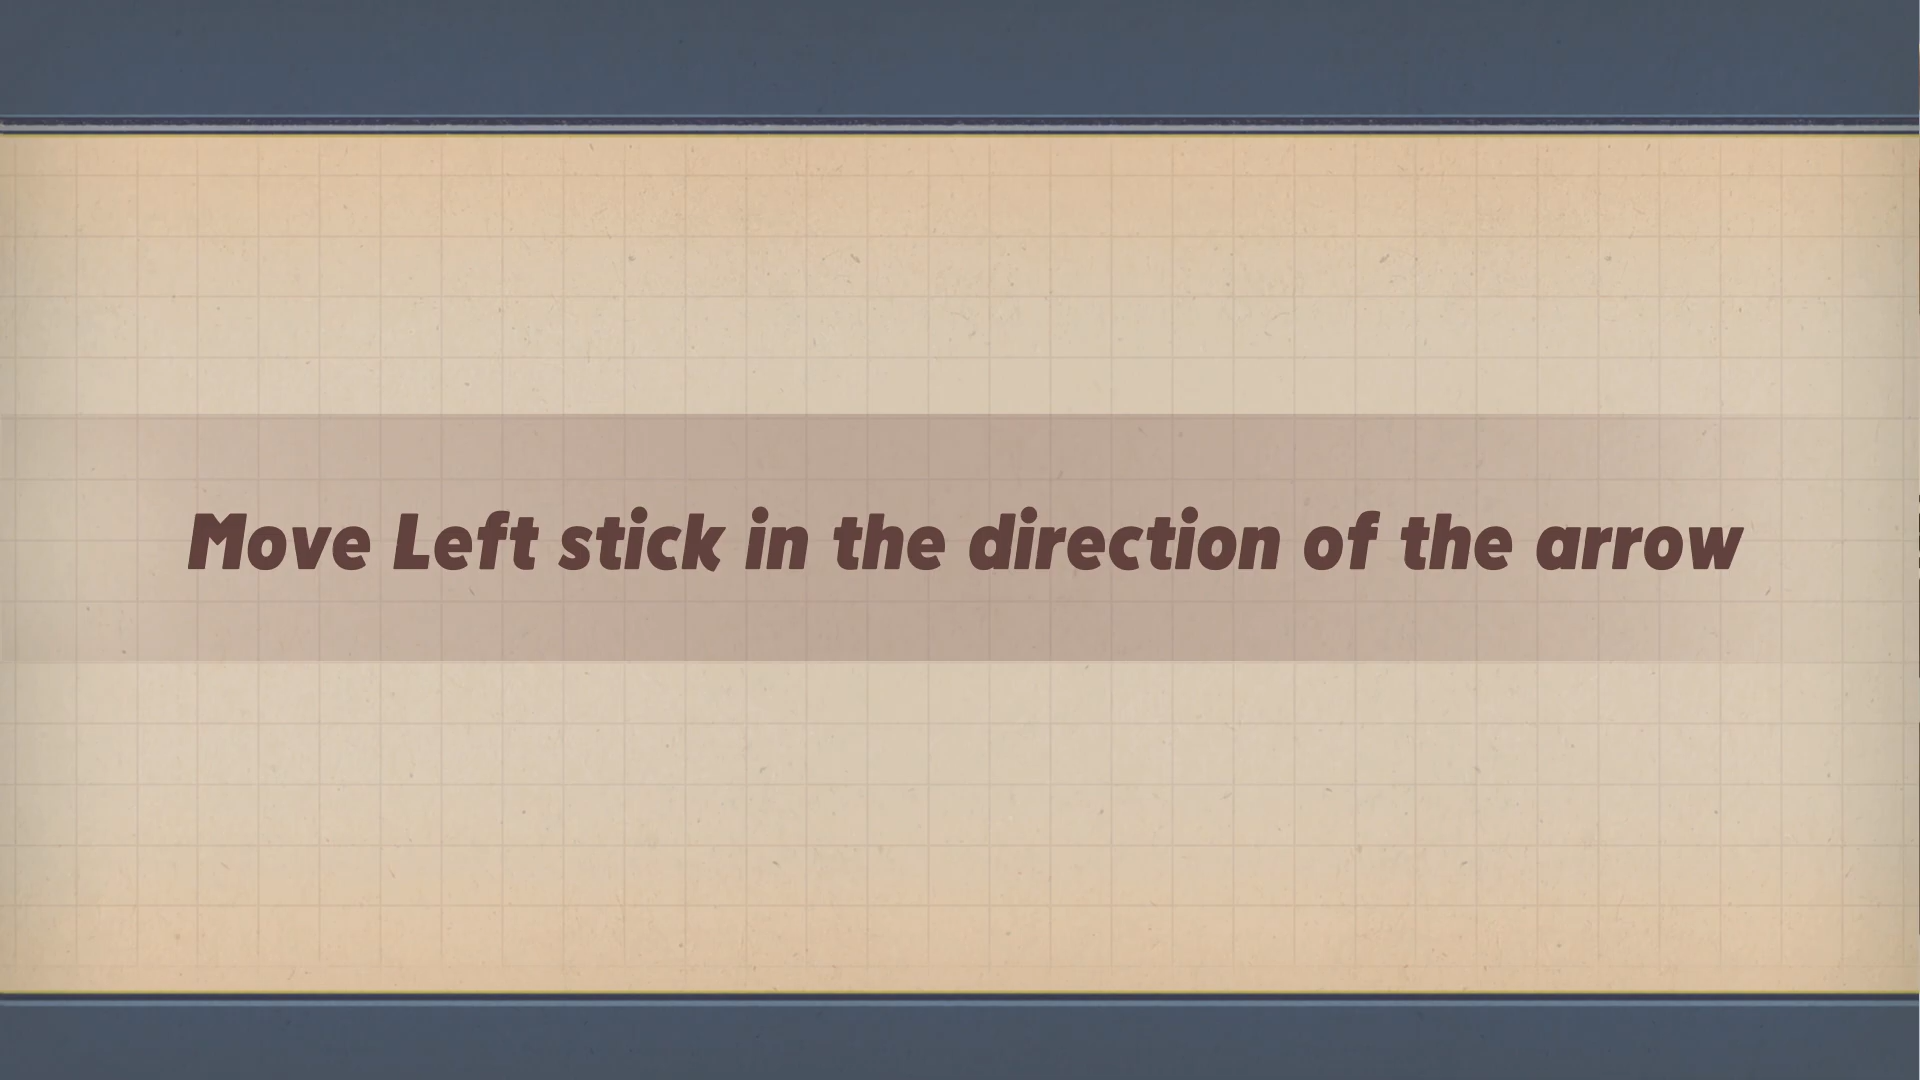 Move Left stick in the direction of the arrow